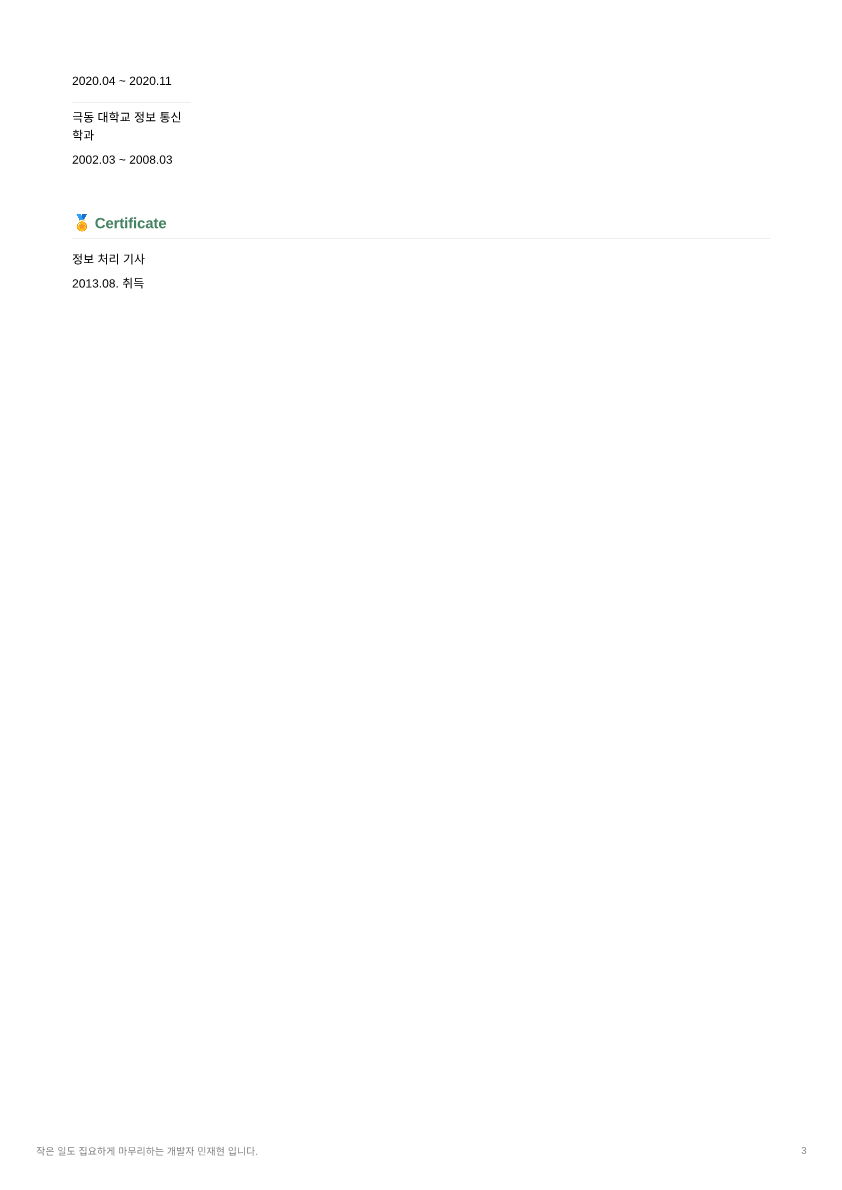 2020.04 ~ 2020.11
극동 대학교 정보 통신
학과
2002.03 ~ 2008.03
🏅 Certificate
정보 처리 기사
2013.08. 취득
작은 일도 집요하게 마무리하는 개발자 민재현 입니다.
3